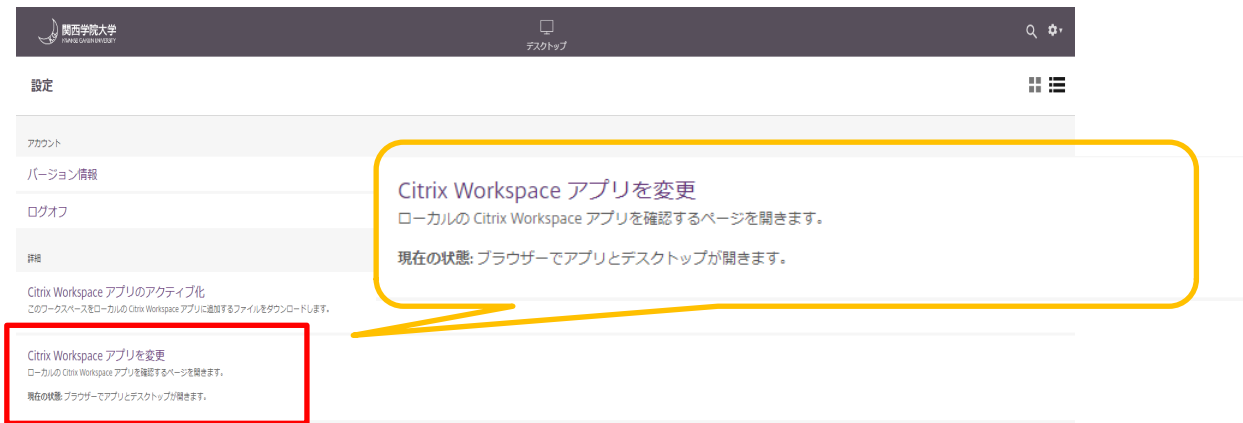 関西学院大学
KWANSEI GAKUIN UNIVERSITY
デスクトップ
設定
アカウント
バージョン情報
ログオフ
詳細
Citrix Workspace アプリのアクティブ化
このワークスペースをローカルの Citrix Workspace アプリに追加するファイルをダウンロードします。
Citrix Workspace アプリを変更
ローカルの Citrix Workspace アプリを確認するページを開きます。
現在の状態: ブラウザーでアプリとデスクトップが開きます。
Citrix Workspace アプリを変更
ローカルの Citrix Workspace アプリを確認するページを開きます。
現在の状態: ブラウザーでアプリとデスクトップが開きます。